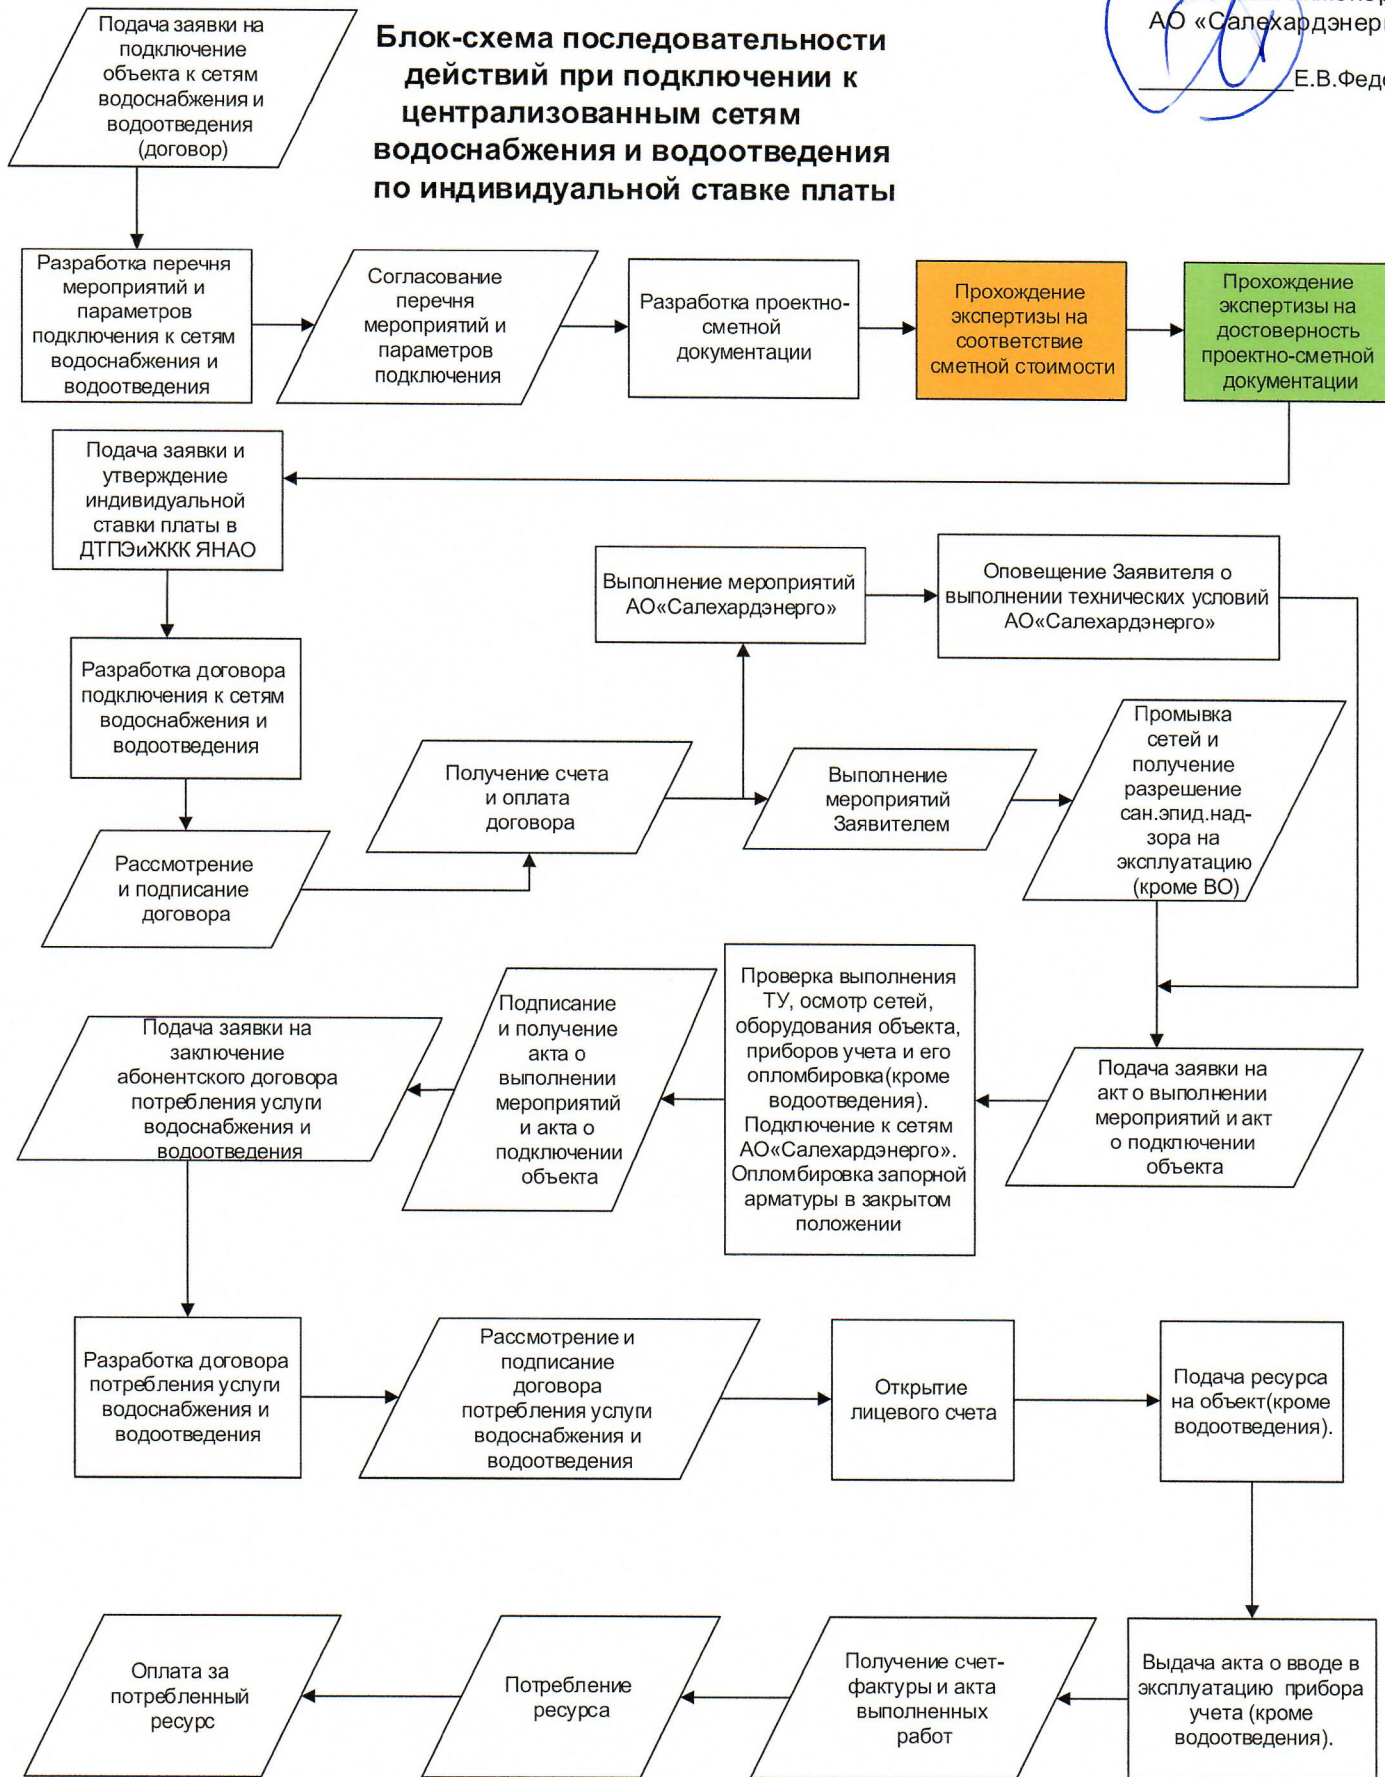 Подача заявки на
подключение
объекта к сетям
водоснабжения и
водоотведения
(договор)
Блок-схема последовательности
действий при подключении к
централизованным сетям
водоснабжения и водоотведения
по индивидуальной ставке платы
АО
Разработка перечня
мероприятий и
параметров
подключения к сетям
водоснабжения и
водоотведения
Согласование
перечня
мероприятий и
параметров
подключения
Разработка проектно-
сметной
документации
Прохождение
экспертизы на
соответствие
сметной стоимости
Прохождение
экспертизы на
достоверность
проектно-сметной
документации
Подача заявки и
утверждение
индивидуальной
ставки платы в
ДТПЭиЖКК ЯНАО
Выполнение мероприятий
АО«Салехардэнерго»
Оповещение Заявителя о
выполнении технических условий
АО«Салехардэнерго»
Разработка договора
подключения к сетям
водоснабжения и
водоотведения
Получение счета
и оплата
договора
Выполнение
мероприятий
Заявителем
Промывка
сетей и
получение
разрешение
сан.эпид.над-
зора на
эксплуатацию
(кроме ВО)
Рассмотрение
и подписание
договора
Подача заявки на
заключение
абонентского договора
потребления услуги
водоснабжения и
водоотведения
Подписание
и получение
акта о
выполнении
мероприятий
и акта о
подключении
объекта
Проверка выполнения
ТУ, осмотр сетей,
оборудования объекта,
приборов учета и его
опломбировка(кроме
водоотведения).
Подключение к сетям
АО«Салехардэнерго».
Опломбировка запорной
арматуры в закрытом
положении
Подача заявки на
акт о выполнении
мероприятий и акт
о подключении
объекта
Разработка договора
потребления услуги
водоснабжения и
водоотведения
Рассмотрение и
подписание
договора
потребления услуги
водоснабжения и
водоотведения
Открытие
лицевого счета
Подача ресурса
на объект(кроме
водоотведения).
Оплата за
потребленный
ресурс
Потребление
ресурса
Получение счет-
фактуры и акта
выполненных
работ
Выдача акта о вводе в
эксплуатацию прибора
учета (кроме
водоотведения).